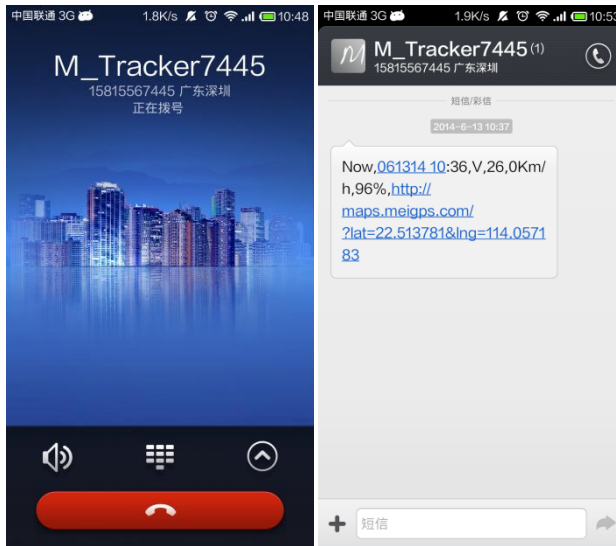 中国联通 3G 1.8K/s 10:48
M_Tracker7445
15815567445 广东深圳
正在拨号
中国联通 3G 1.9K/s 10:53
M_Tracker7445 (1)
15815567445 广东深圳
短信/彩信
2014-6-13 10:37
Now,061314 10:36,V,26,0Km/
h,96%,http://
maps.meigps.com/
?lat=22.513781&lng=114.0571
83
短信